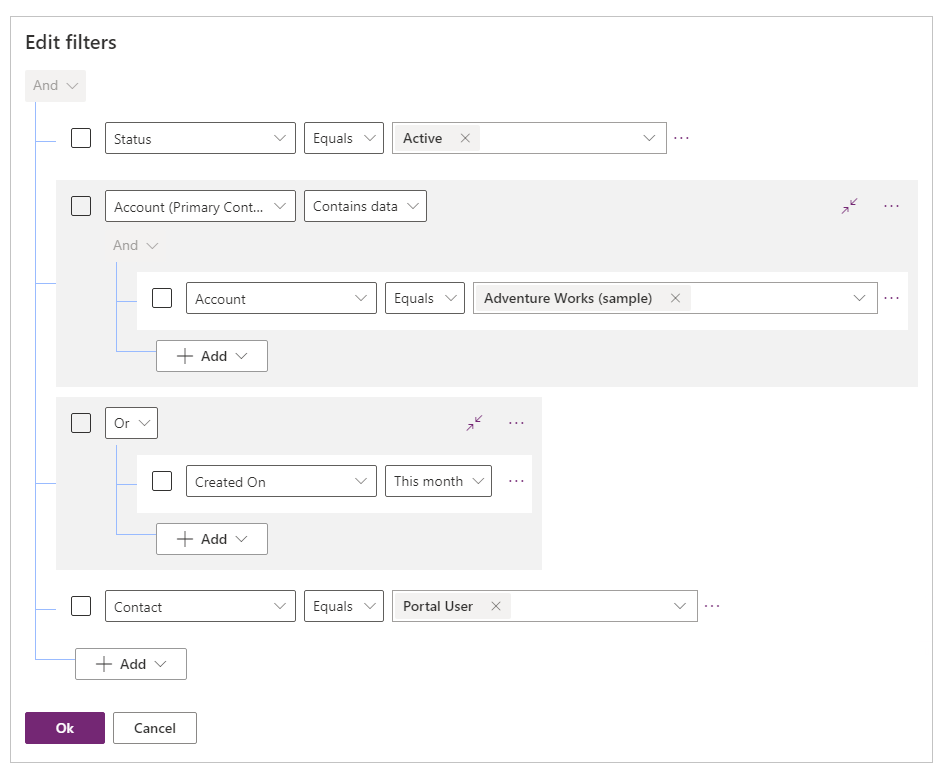 Edit filters
And
Status Equals Active ...
Account (Primary Cont... Contains data ...
And
Account Equals Adventure Works (sample) ...
Add
Or ...
Created On This month ...
Add
Contact Equals Portal User ...
Add
Ok Cancel